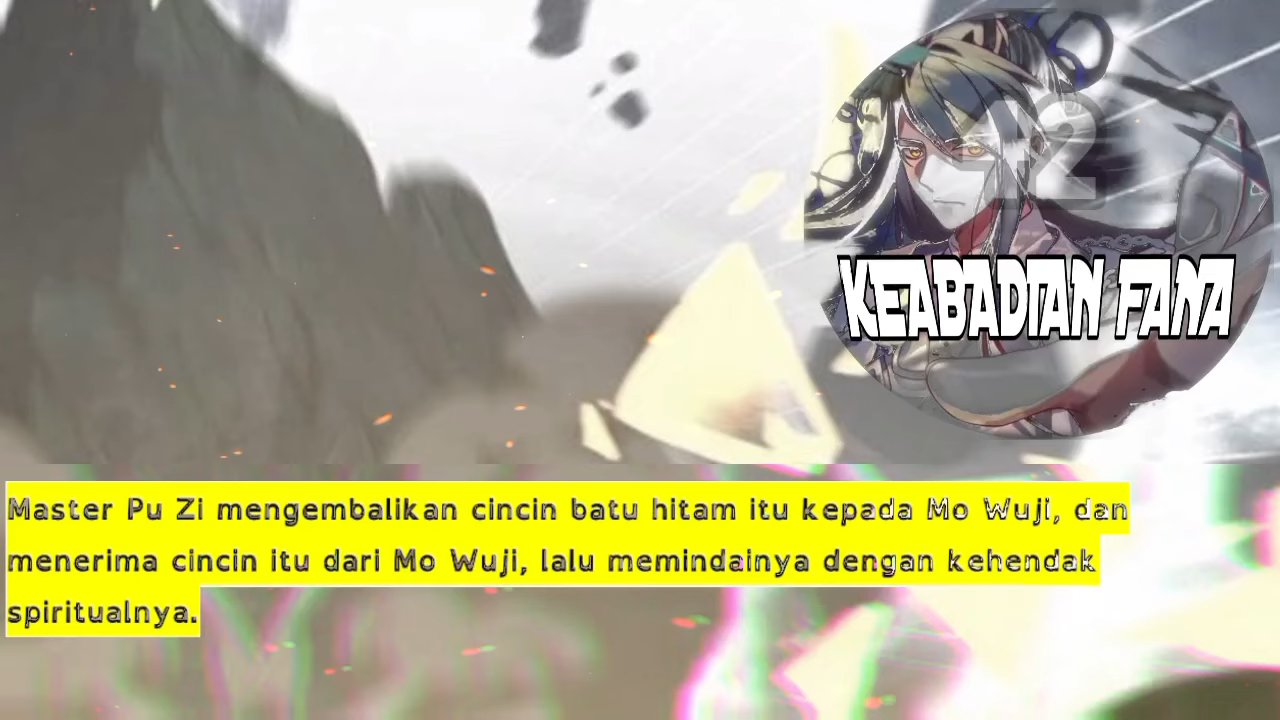 42
KEABADIAN FANA
Master Pu Zi mengembalikan cincin batu hitam itu kepada Mo Wuji, dan
menerima cincin itu dari Mo Wuji, lalu memindainya dengan kehendak
spiritualnya.